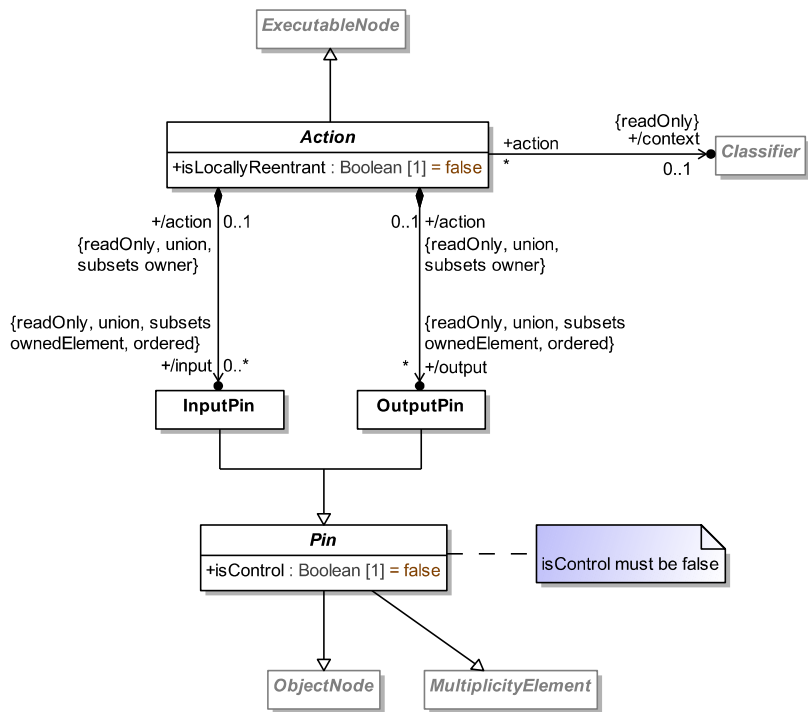 ExecutableNode
Action
+isLocallyReentrant : Boolean [1] = false
+action
*
{readOnly}
+/context
0..1
Classifier
+/action
0..1
{readOnly, union,
subsets owner}
0..1
+/action
{readOnly, union,
subsets owner}
{readOnly, union, subsets
ownedElement, ordered}
+/input
0..*
{readOnly, union, subsets
ownedElement, ordered}
*
+/output
InputPin
OutputPin
Pin
+isControl : Boolean [1] = false
isControl must be false
ObjectNode
MultiplicityElement